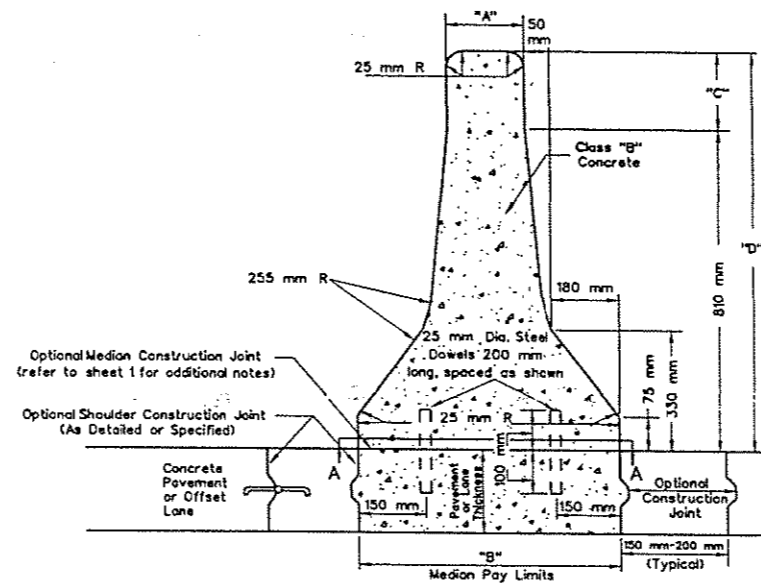 "A"
50
mm
25 mm R
"C"
Class "B"
Concrete
"D"
810 mm
255 mm R
180 mm
25 mm Dia. Steel
Dowels 200 mm
long, spaced as shown
Optional Median Construction Joint
(refer to sheet 1 for additional notes)
75 mm
330 mm
Optional Shoulder Construction Joint
(As Detailed or Specified)
25 mm R
A
A
100 mm
Concrete
Pavement
or Offset
Lane
Pavement
or Lane
Thickness
Optional
Construction
Joint
150 mm
150 mm
"B"
Median Pay Limits
150 mm-200 mm
(Typical)